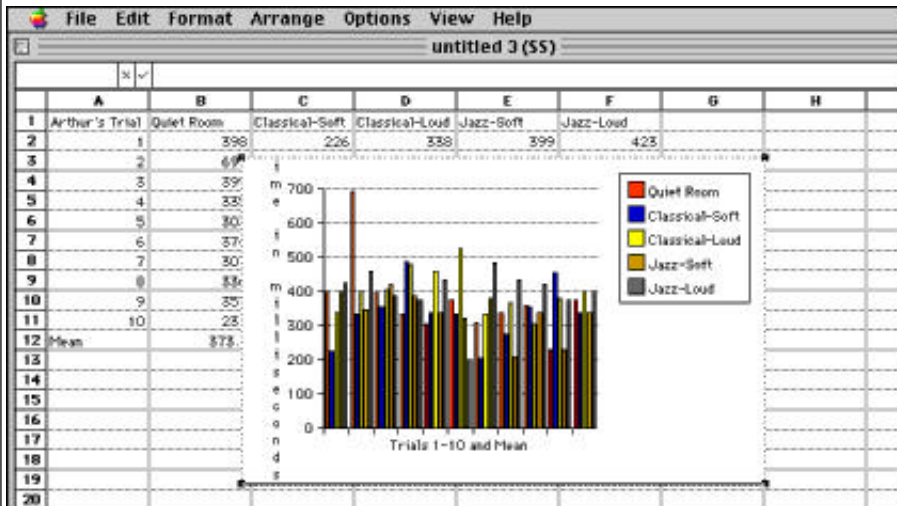 File Edit Format Arrange Options View Help
untitled 3 (SS)
A B C D E F G H
1 Arthur's Trial Quiet Room Classical-Soft Classical-Loud Jazz-Soft Jazz-Loud
2 1 398 226 338 399 423
3 2
4 3
5 4
6 5
7 6
8 7
9 8
10 9
11 10
12 Mean 373.
13
14
15
16
17
18
19
20
time in milliseconds
700
600
500
400
300
200
100
0
Trials 1-10 and Mean
Quiet Room
Classical-Soft
Classical-Loud
Jazz-Soft
Jazz-Loud